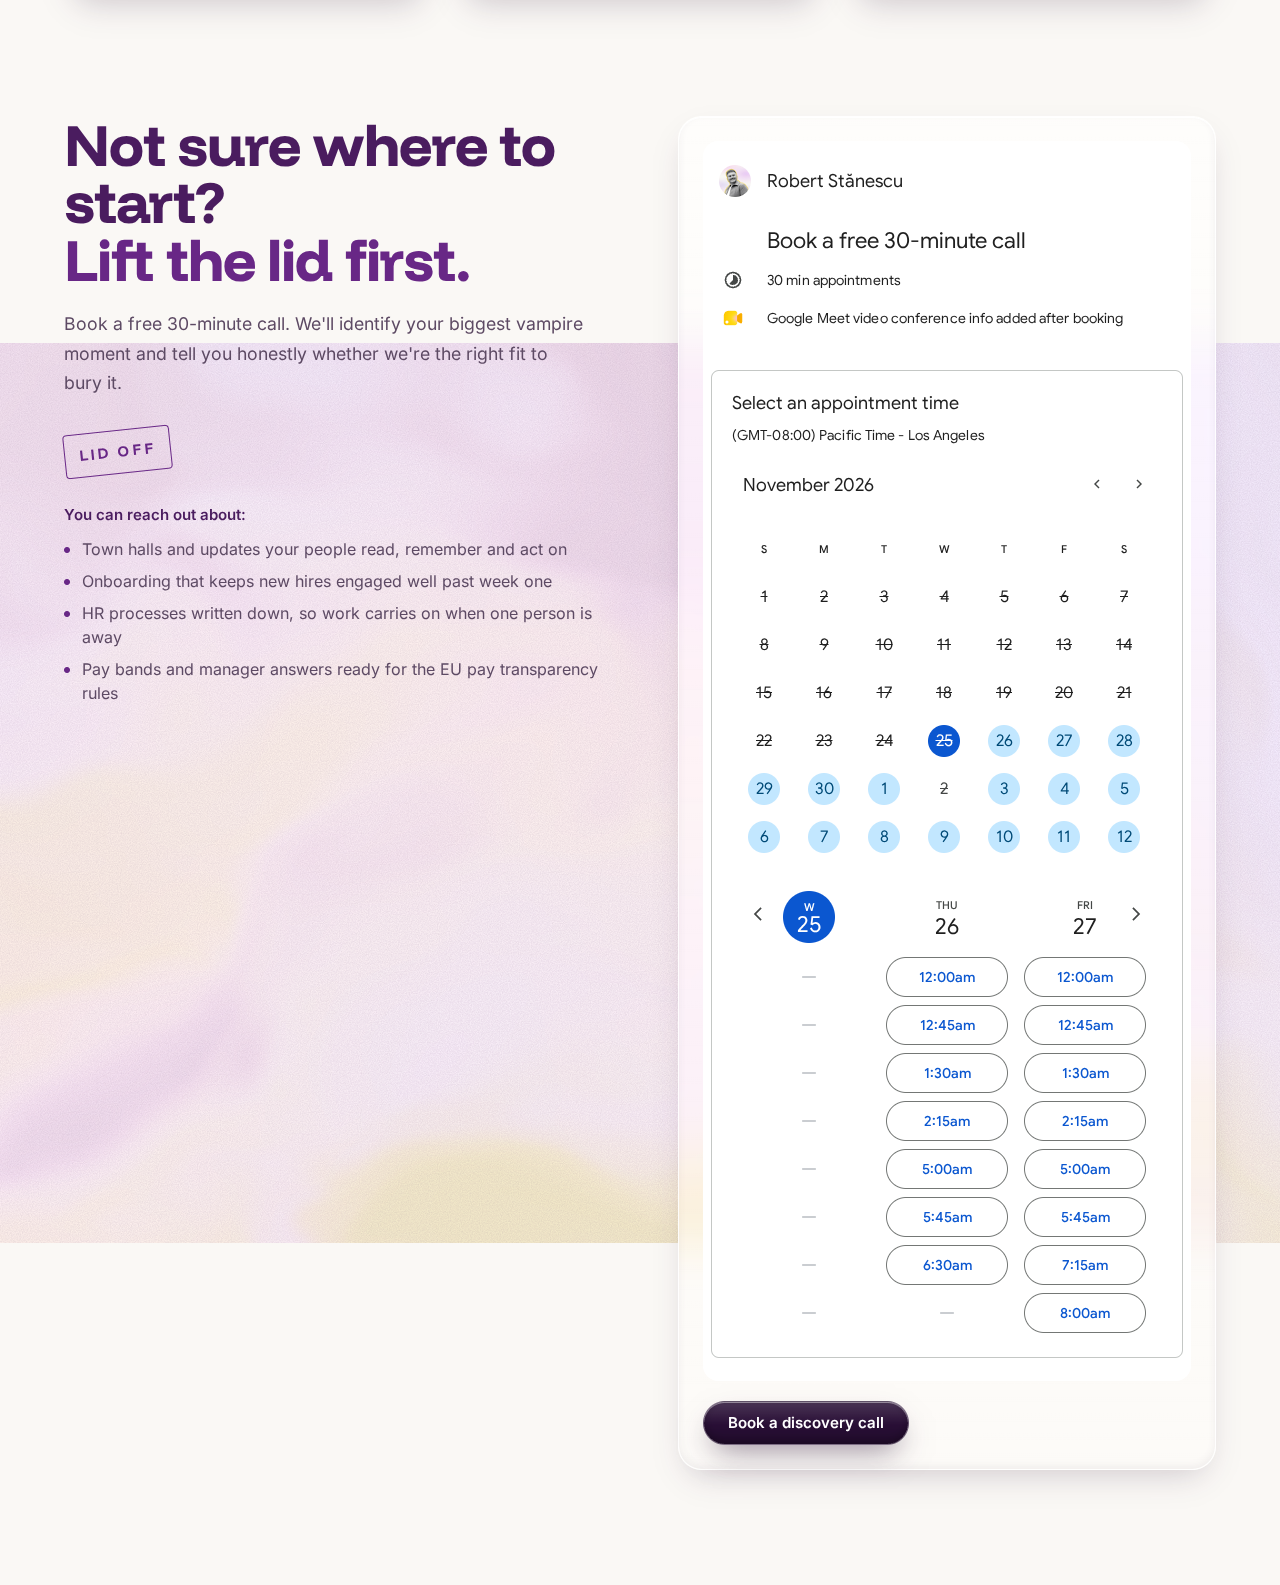 Not sure where to
start?
Lift the lid first.
Book a free 30-minute call. We'll identify your biggest vampire
moment and tell you honestly whether we're the right fit to
bury it.
LID OFF
You can reach out about:
Town halls and updates your people read, remember and act on
Onboarding that keeps new hires engaged well past week one
HR processes written down, so work carries on when one person is
away
Pay bands and manager answers ready for the EU pay transparency
rules
Robert Stănescu
Book a free 30-minute call
30 min appointments
Google Meet video conference info added after booking
Select an appointment time
(GMT-08:00) Pacific Time - Los Angeles
November 2026
S M T W T F S
1 2 3 4 5 6 7
8 9 10 11 12 13 14
15 16 17 18 19 20 21
22 23 24 25 26 27 28
29 30 1 2 3 4 5
6 7 8 9 10 11 12
W THU FRI
25 26 27
— 12:00am 12:00am
— 12:45am 12:45am
— 1:30am 1:30am
— 2:15am 2:15am
— 5:00am 5:00am
— 5:45am 5:45am
— 6:30am 7:15am
— — 8:00am
Book a discovery call